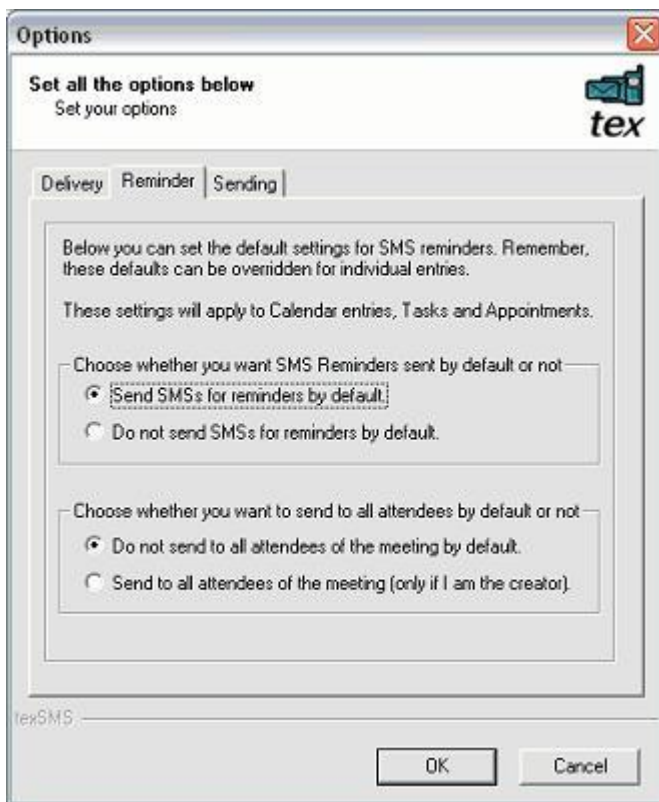 Options
Set all the options below
Set your options
tex
Delivery
Reminder
Sending
Below you can set the default settings for SMS reminders. Remember,
these defaults can be overridden for individual entries.
These settings will apply to Calendar entries, Tasks and Appointments.
Choose whether you want SMS Reminders sent by default or not
Send SMSs for reminders by default.
Do not send SMSs for reminders by default.
Choose whether you want to send to all attendees by default or not
Do not send to all attendees of the meeting by default.
Send to all attendees of the meeting (only if I am the creator).
texSMS
OK
Cancel